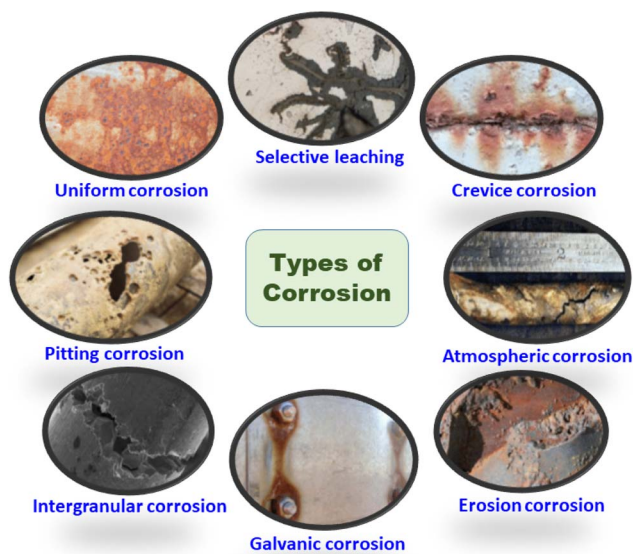 Selective leaching
Uniform corrosion
Crevice corrosion
Types of
Corrosion
Pitting corrosion
2
Atmospheric corrosion
Intergranular corrosion
Erosion corrosion
Galvanic corrosion